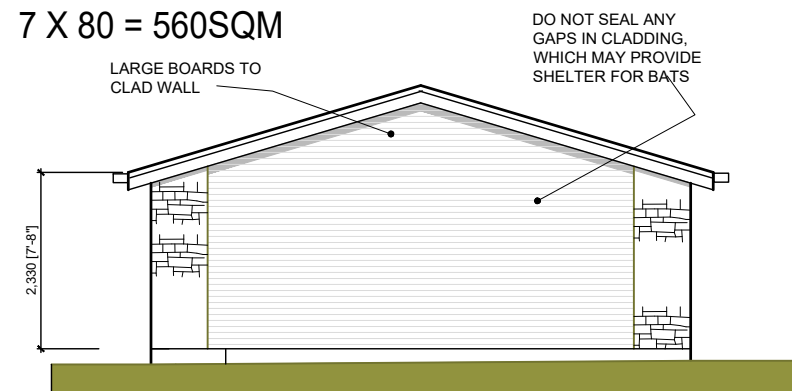 7 X 80 = 560SQM
DO NOT SEAL ANY
GAPS IN CLADDING,
WHICH MAY PROVIDE
SHELTER FOR BATS
LARGE BOARDS TO
CLAD WALL
2,330 [7'-8"]